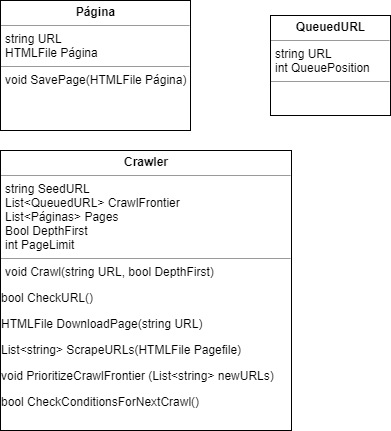 Página
string URL
HTMLFile Página
void SavePage(HTMLFile Página)
QueuedURL
string URL
int QueuePosition
Crawler
string SeedURL
List<QueuedURL> CrawlFrontier
List<Páginas> Pages
Bool DepthFirst
int PageLimit
void Crawl(string URL, bool DepthFirst)
bool CheckURL()
HTMLFile DownloadPage(string URL)
List<string> ScrapeURLs(HTMLFile Pagefile)
void PrioritizeCrawlFrontier (List<string> newURLs)
bool CheckConditionsForNextCrawl()